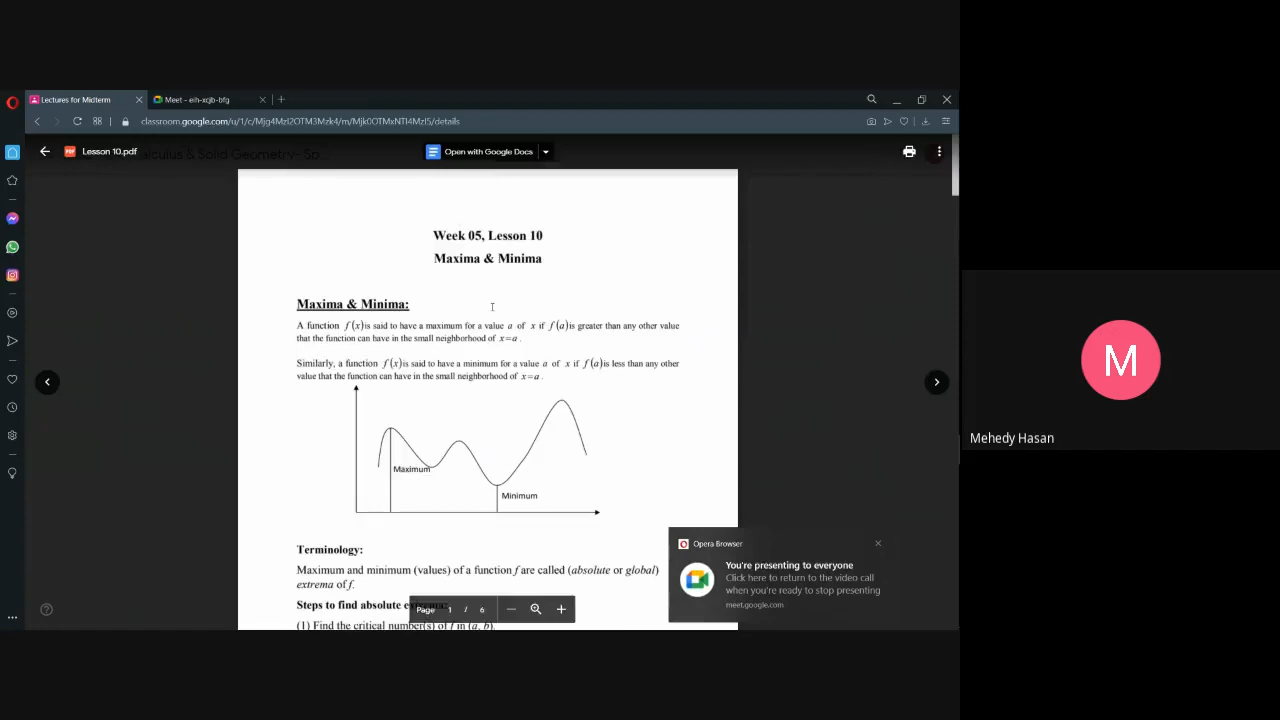 Lectures for Midterm
Meet - eih-xqjb-bfg
classroom.google.com/u/1/c/Mjg4MzI2OTM3Mzk4/m/Mjk0OTMxNTI4MzI5/details
Lesson 10.pdf
Open with Google Docs
Week 05, Lesson 10
Maxima & Minima
Maxima & Minima:
A function f(x) is said to have a maximum for a value a of x if f(a) is greater than any other value
that the function can have in the small neighborhood of x=a .
Similarly, a function f(x) is said to have a minimum for a value a of x if f(a) is less than any other
value that the function can have in the small neighborhood of x=a .
Maximum
Minimum
Terminology:
Maximum and minimum (values) of a function f are called (absolute or global)
extrema of f.
Steps to find absolute extrema:
(1) Find the critical number(s) of f in (a, b).
Page 1 / 6
Opera Browser
You're presenting to everyone
Click here to return to the video call
when you're ready to stop presenting
meet.google.com
M
Mehedy Hasan